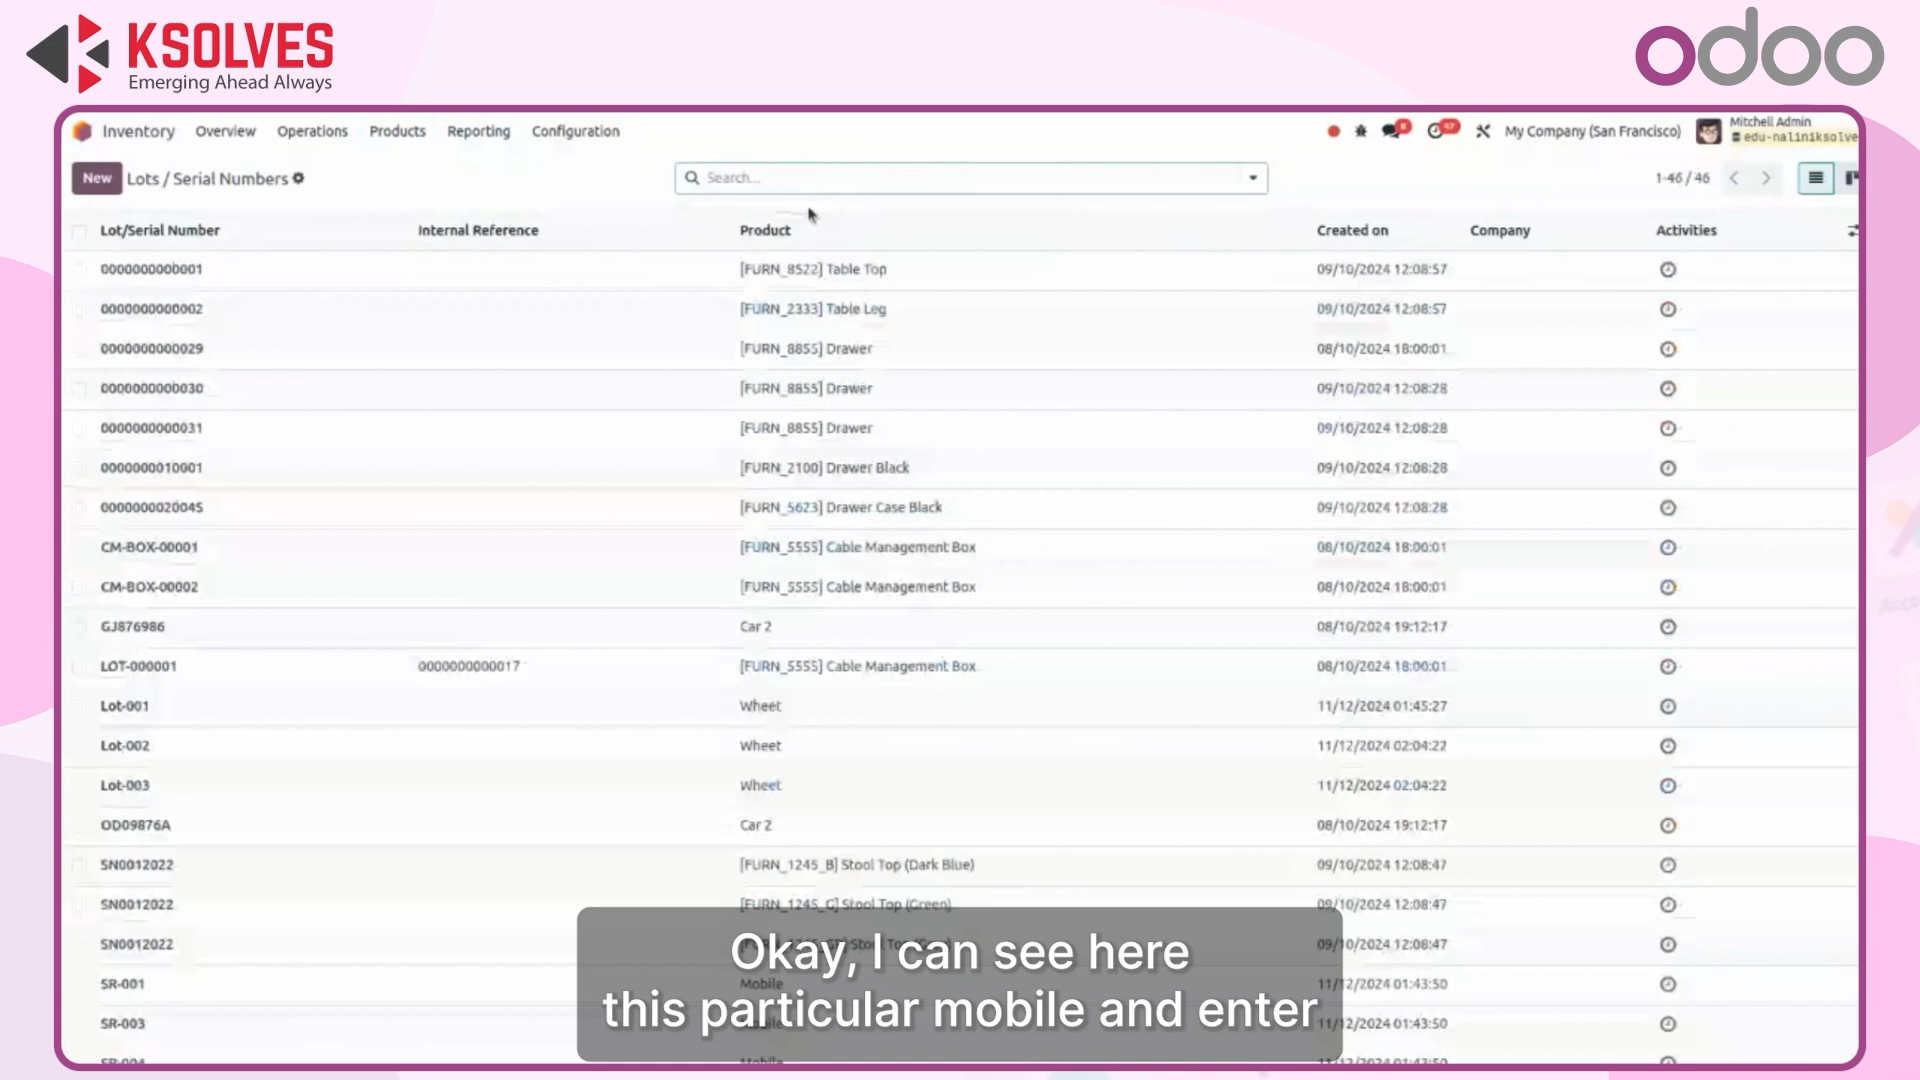 KSOLVES
Emerging Ahead Always
odoo
Inventory Overview Operations Products Reporting Configuration
8 47 My Company (San Francisco) Mitchell Admin
edu-naliniksolve
New Lots / Serial Numbers Search... 1-46 / 46
Lot/Serial Number Internal Reference Product Created on Company Activities
0000000000001 [FURN_8522] Table Top 09/10/2024 12:08:57
0000000000002 [FURN_2333] Table Leg 09/10/2024 12:08:57
0000000000029 [FURN_8855] Drawer 08/10/2024 18:00:01
0000000000030 [FURN_8855] Drawer 09/10/2024 12:08:28
0000000000031 [FURN_8855] Drawer 09/10/2024 12:08:28
0000000010001 [FURN_2100] Drawer Black 09/10/2024 12:08:28
0000000020045 [FURN_5623] Drawer Case Black 09/10/2024 12:08:28
CM-BOX-00001 [FURN_5555] Cable Management Box 08/10/2024 18:00:01
CM-BOX-00002 [FURN_5555] Cable Management Box 08/10/2024 18:00:01
GJ876986 Car 2 08/10/2024 19:12:17
LOT-000001 0000000000017 [FURN_5555] Cable Management Box 08/10/2024 18:00:01
Lot-001 Wheet 11/12/2024 01:45:27
Lot-002 Wheet 11/12/2024 02:04:22
Lot-003 Wheet 11/12/2024 02:04:22
OD09876A Car 2 08/10/2024 19:12:17
SN0012022 [FURN_1245_B] Stool Top (Dark Blue) 09/10/2024 12:08:47
SN0012022 [FURN_1245_G] Stool Top (Green) 09/10/2024 12:08:47
SN0012022 09/10/2024 12:08:47
SR-001 Mobile 11/12/2024 01:43:50
SR-003 11/12/2024 01:43:50
Okay, I can see here
this particular mobile and enter